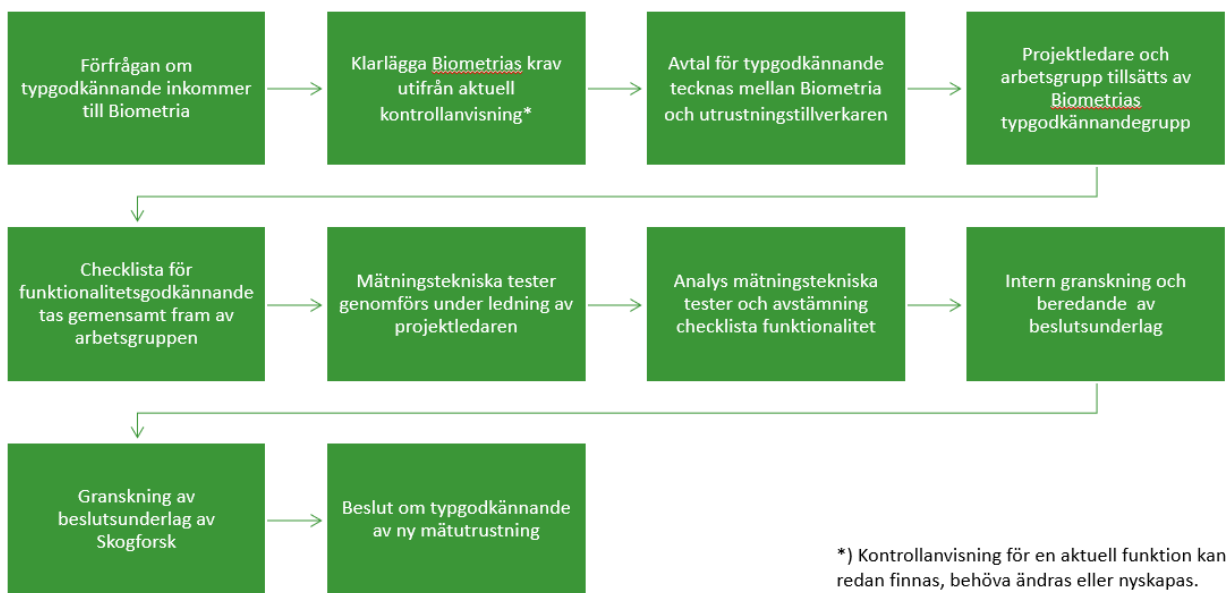 Förfrågan om
typgodkännande inkommer
till Biometria
Klarlägga Biometrias krav
utifrån aktuell
kontrollanvisning*
Avtal för typgodkännande
tecknas mellan Biometria
och utrustningstillverkaren
Projektledare och
arbetsgrupp tillsätts av
Biometrias
typgodkännandegrupp
Checklista för
funktionalitetsgodkännande
tas gemensamt fram av
arbetsgruppen
Mätningstekniska tester
genomförs under ledning av
projektledaren
Analys mätningstekniska
tester och avstämning
checklista funktionalitet
Intern granskning och
beredande av
beslutsunderlag
Granskning av
beslutsunderlag av
Skogforsk
Beslut om typgodkännande
av ny mätutrustning
*) Kontrollanvisning för en aktuell funktion kan
redan finnas, behöva ändras eller nyskapas.